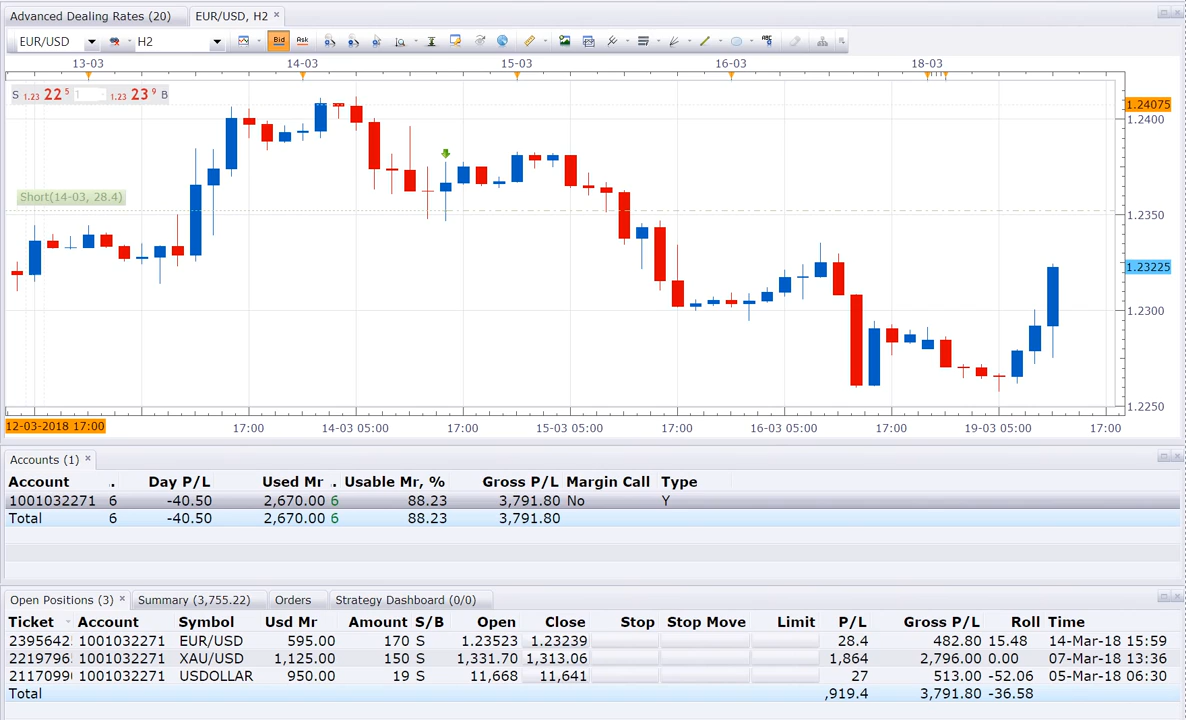 Advanced Dealing Rates (20) EUR/USD, H2
EUR/USD H2 Bid Ask ABC
13-03 14-03 15-03 16-03 18-03
S 1.23 22 5 1 1.23 23 9 B
1.24075
1.2400
Short(14-03, 28.4)
1.2350
1.23225
1.2300
1.2250
12-03-2018 17:00 17:00 14-03 05:00 17:00 15-03 05:00 17:00 16-03 05:00 17:00 19-03 05:00 17:00
Accounts (1)
Account . Day P/L Used Mr . Usable Mr, % Gross P/L Margin Call Type
1001032271 6 -40.50 2,670.00 6 88.23 3,791.80 No Y
Total 6 -40.50 2,670.00 6 88.23 3,791.80
Open Positions (3) Summary (3,755.22) Orders Strategy Dashboard (0/0)
Ticket Account Symbol Usd Mr Amount S/B Open Close Stop Stop Move Limit P/L Gross P/L Roll Time
2395642 1001032271 EUR/USD 595.00 170 S 1.23523 1.23239 28.4 482.80 15.48 14-Mar-18 15:59
2219796 1001032271 XAU/USD 1,125.00 150 S 1,331.70 1,313.06 1,864 2,796.00 0.00 07-Mar-18 13:36
2117099 1001032271 USDOLLAR 950.00 19 S 11,668 11,641 27 513.00 -52.06 05-Mar-18 06:30
Total ,919.4 3,791.80 -36.58